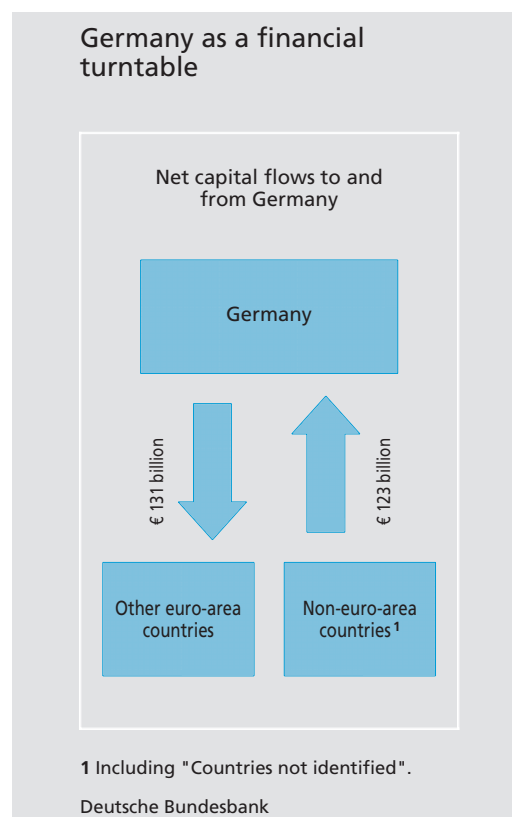 Germany as a financial
turntable
Net capital flows to and
from Germany
Germany
€ 131 billion
€ 123 billion
Other euro-area
countries
Non-euro-area
countries 1
1 Including "Countries not identified".
Deutsche Bundesbank